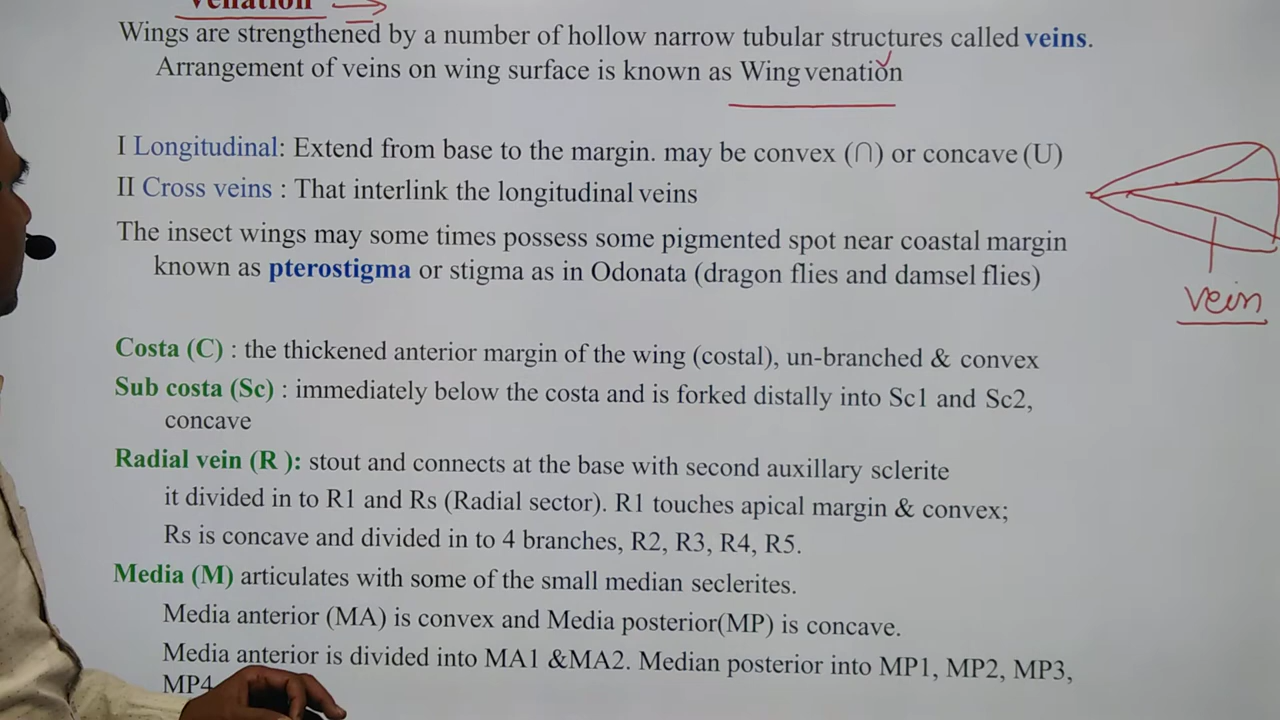 Venation
Wings are strengthened by a number of hollow narrow tubular structures called veins.
Arrangement of veins on wing surface is known as Wing venation
I Longitudinal: Extend from base to the margin. may be convex (∩) or concave (U)
II Cross veins : That interlink the longitudinal veins
The insect wings may some times possess some pigmented spot near coastal margin
known as pterostigma or stigma as in Odonata (dragon flies and damsel flies)
vein
Costa (C) : the thickened anterior margin of the wing (costal), un-branched & convex
Sub costa (Sc) : immediately below the costa and is forked distally into Sc1 and Sc2,
concave
Radial vein (R ): stout and connects at the base with second auxillary sclerite
it divided in to R1 and Rs (Radial sector). R1 touches apical margin & convex;
Rs is concave and divided in to 4 branches, R2, R3, R4, R5.
Media (M) articulates with some of the small median seclerites.
Media anterior (MA) is convex and Media posterior(MP) is concave.
Media anterior is divided into MA1 &MA2. Median posterior into MP1, MP2, MP3,
MP4